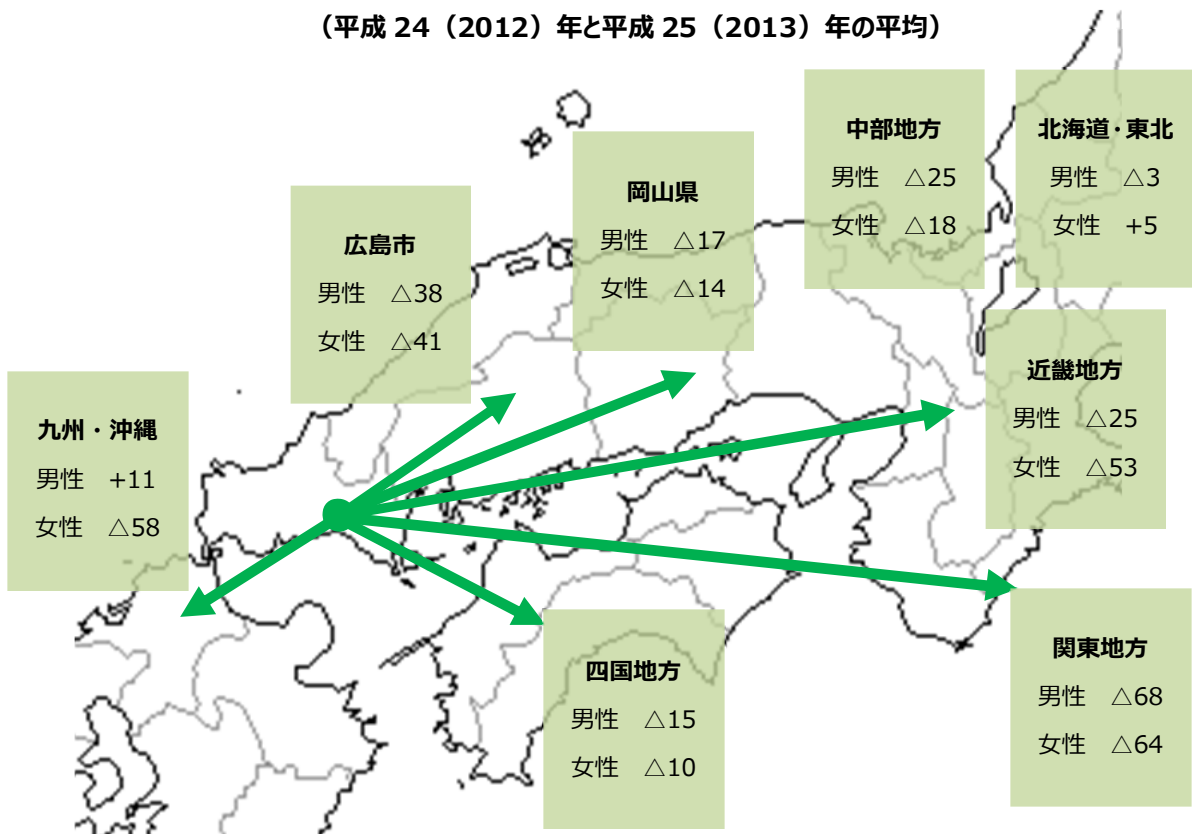 （平成 24（2012）年と平成 25（2013）年の平均）
中部地方
男性　△25
女性　△18
北海道・東北
男性　△3
女性　+5
岡山県
男性　△17
女性　△14
広島市
男性　△38
女性　△41
近畿地方
男性　△25
女性　△53
九州・沖縄
男性　+11
女性　△58
四国地方
男性　△15
女性　△10
関東地方
男性　△68
女性　△64